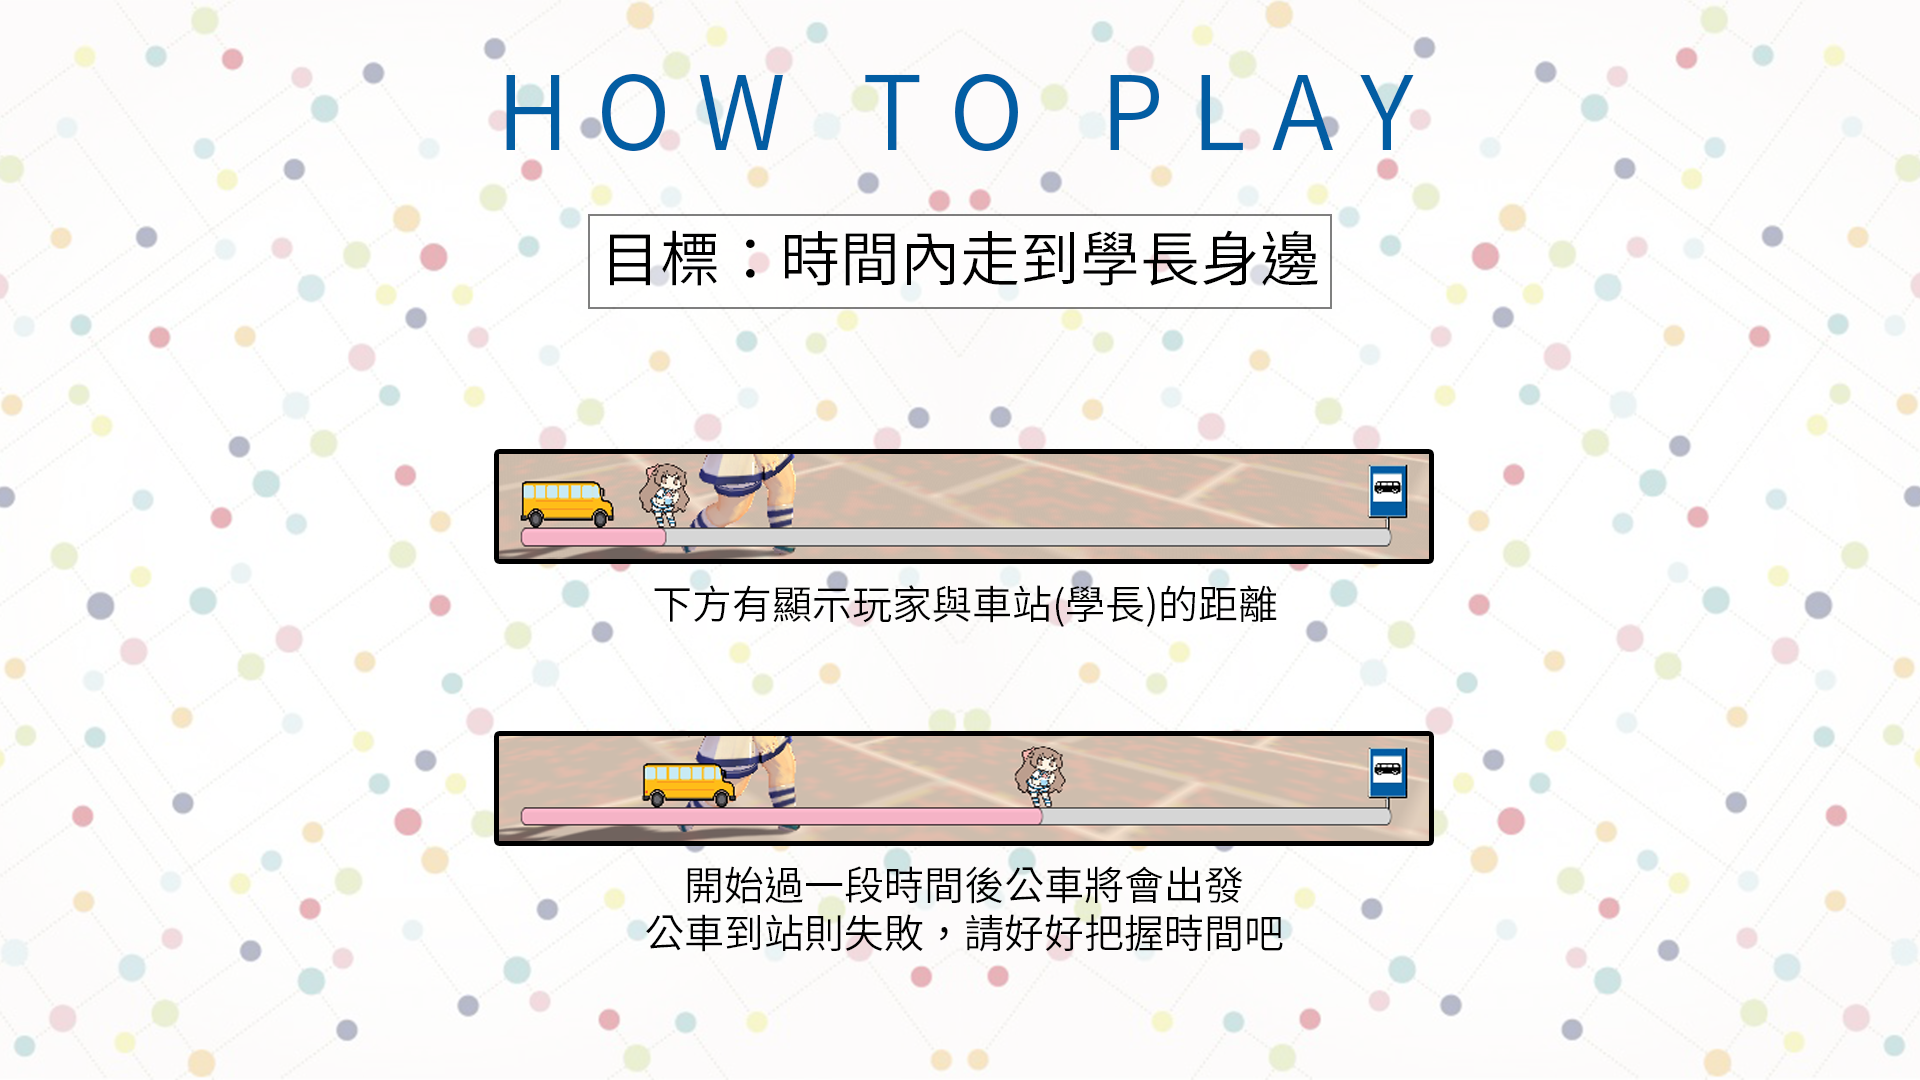 HOW TO PLAY
目標：時間內走到學長身邊
下方有顯示玩家與車站(學長)的距離
開始過一段時間後公車將會出發
公車到站則失敗，請好好把握時間吧